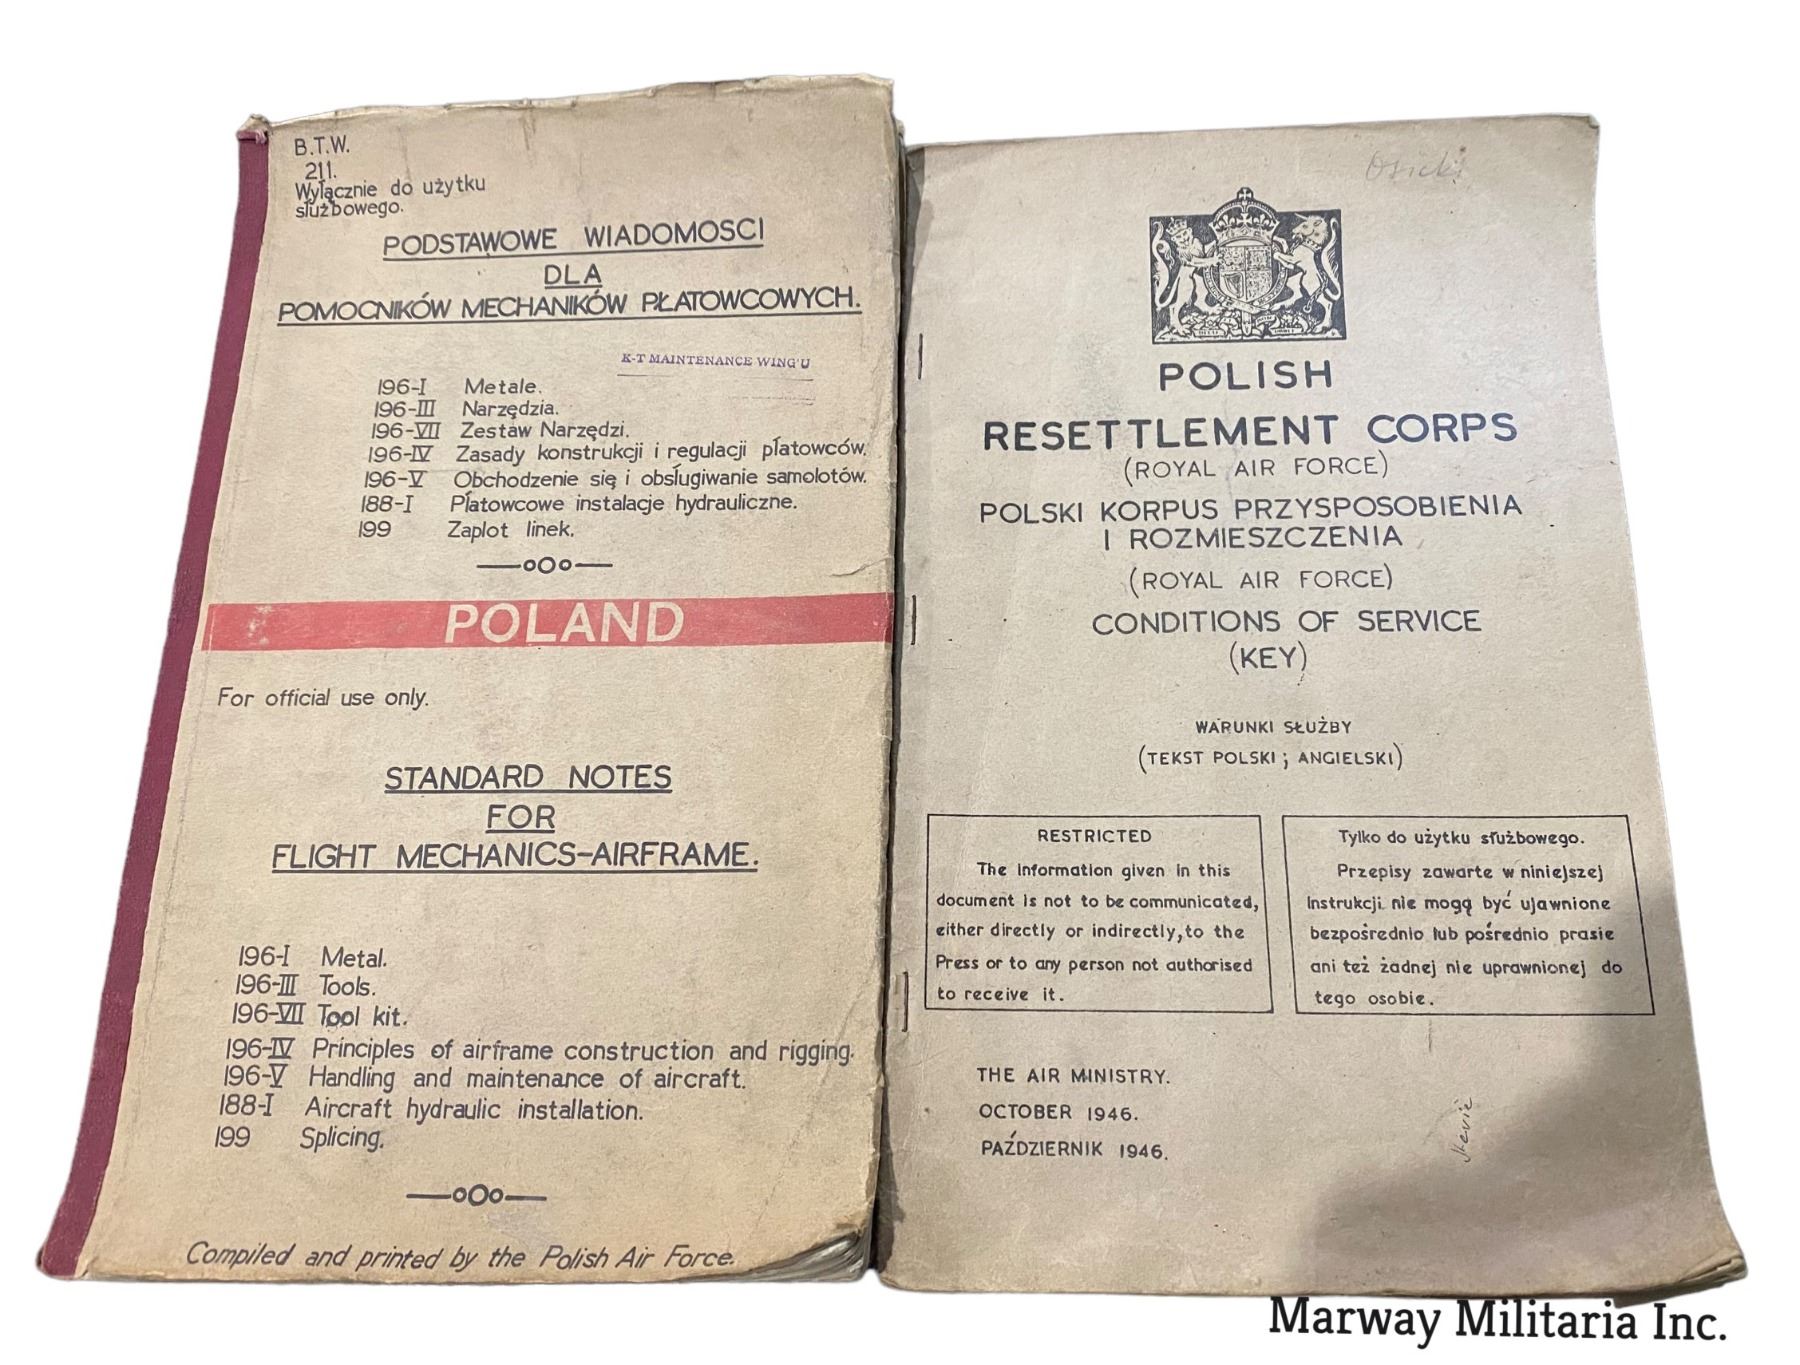 B.T.W.
211.
Wyłącznie do użytku
służbowego.
PODSTAWOWE WIADOMOSCI
DLA
POMOCNIKÓW MECHANIKÓW PŁATOWCOWYCH.
K-T MAINTENANCE WING'U
196-I Metale.
196-III Narzędzia.
196-VII Zestaw Narzędzi.
196-IV Zasady konstrukcji i regulacji płatowców.
196-V Obchodzenie się i obsługiwanie samolotów.
188-I Płatowcowe instalacje hydrauliczne.
199 Zaplot linek.
POLAND
For official use only.
STANDARD NOTES
FOR
FLIGHT MECHANICS-AIRFRAME.
196-I Metal.
196-III Tools.
196-VII Tool kit.
196-IV Principles of airframe construction and rigging.
196-V Handling and maintenance of aircraft.
188-I Aircraft hydraulic installation.
199 Splicing.
Compiled and printed by the Polish Air Force.
Osicki
POLISH
RESETTLEMENT CORPS
(ROYAL AIR FORCE)
POLSKI KORPUS PRZYSPOSOBIENIA
I ROZMIESZCZENIA
(ROYAL AIR FORCE)
CONDITIONS OF SERVICE
(KEY)
WARUNKI SŁUŻBY
(TEKST POLSKI ; ANGIELSKI)
RESTRICTED
The information given in this
document is not to be communicated,
either directly or indirectly, to the
Press or to any person not authorised
to receive it.
Tylko do użytku służbowego.
Przepisy zawarte w niniejszej
Instrukcji nie mogą być ujawnione
bezpośrednio lub pośrednio prasie
ani też żadnej nie uprawnionej do
tego osobie.
THE AIR MINISTRY.
OCTOBER 1946.
PAŹDZIERNIK 1946.
Marway Militaria Inc.